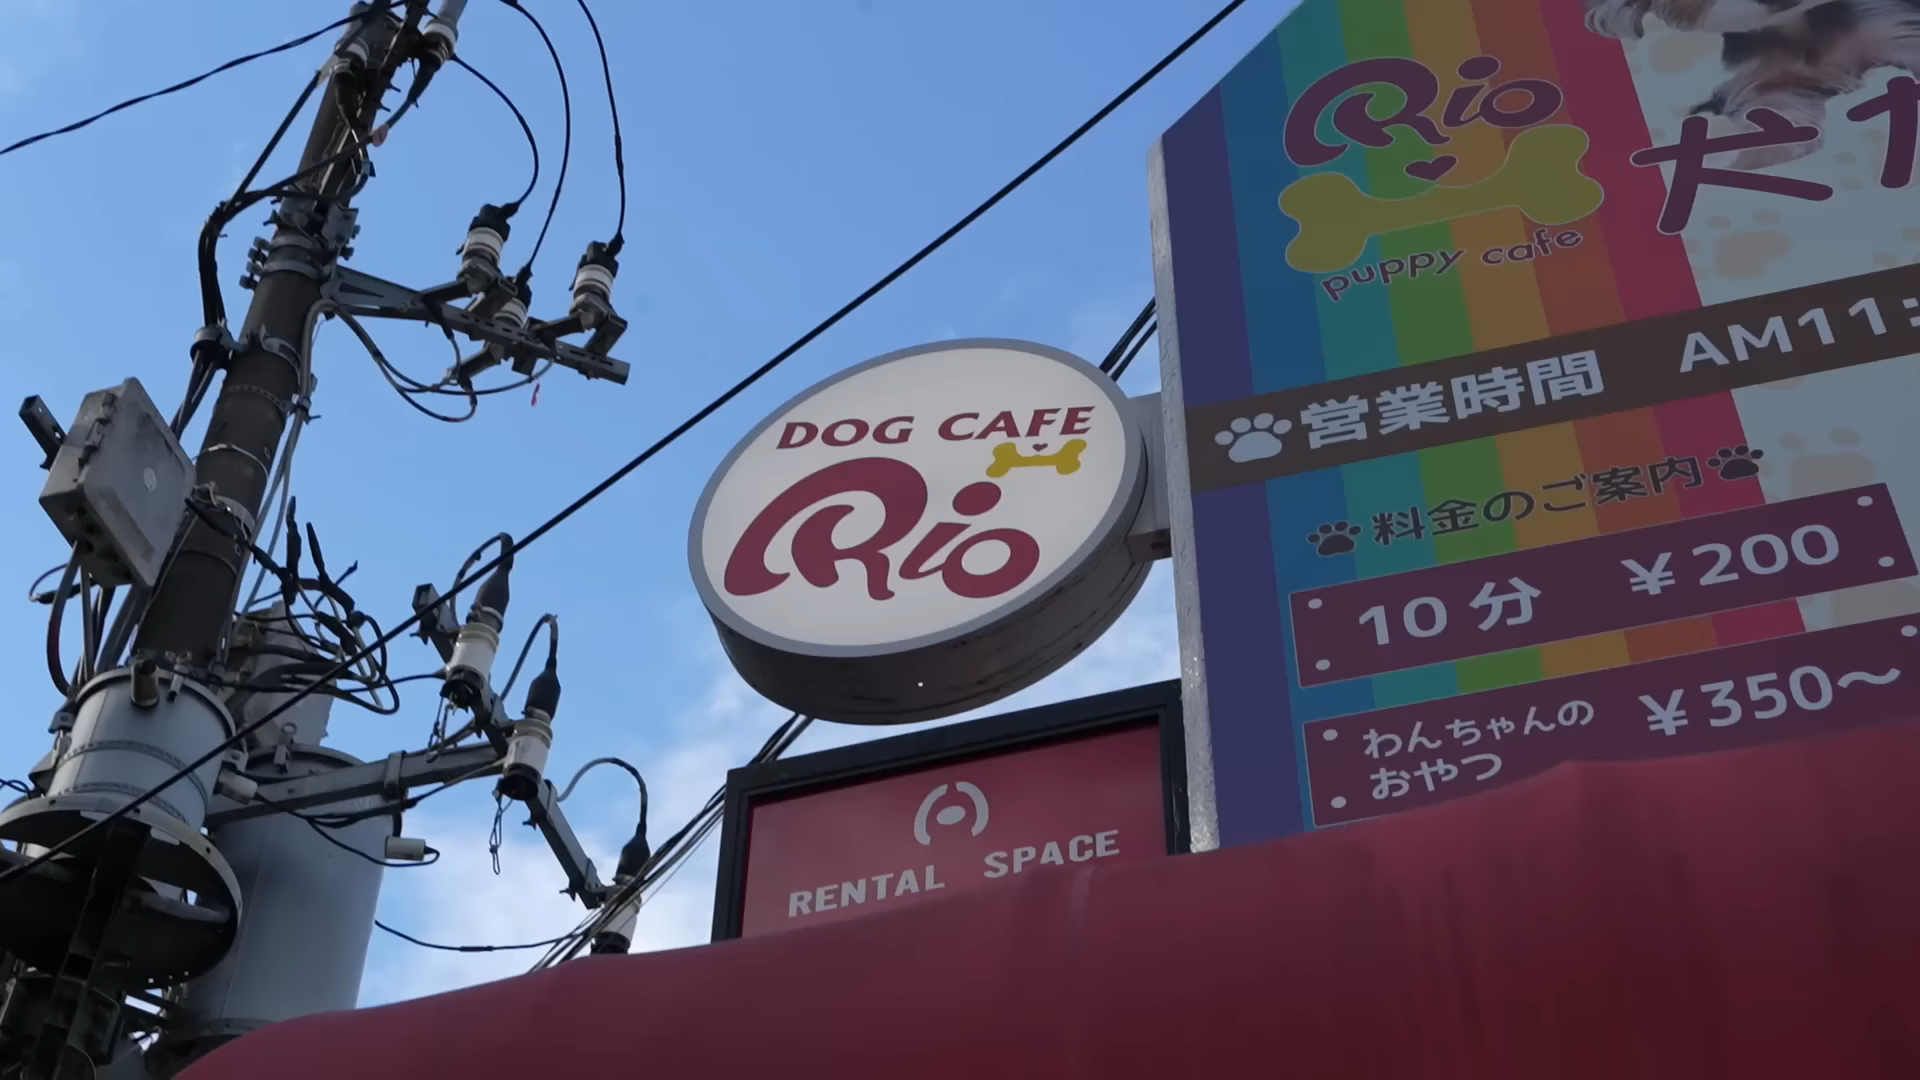 DOG CAFE
Rio
RENTAL SPACE
Rio
puppy cafe
犬
営業時間 AM11:
料金のご案内
10分 ¥200
わんちゃんの
おやつ ¥350～